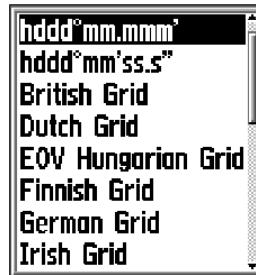 hddd°mm.mmm'
hddd°mm'ss.s"
British Grid
Dutch Grid
EOV Hungarian Grid
Finnish Grid
German Grid
Irish Grid